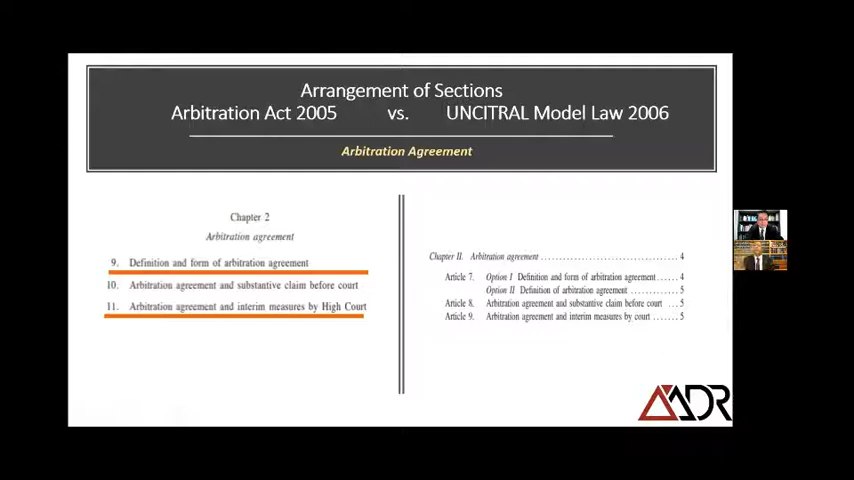 Arrangement of Sections
Arbitration Act 2005 vs. UNCITRAL Model Law 2006
Arbitration Agreement
Chapter 2
Arbitration agreement
9. Definition and form of arbitration agreement
10. Arbitration agreement and substantive claim before court
11. Arbitration agreement and interim measures by High Court
Chapter II. Arbitration agreement .................................... 4
Article 7. Option I Definition and form of arbitration agreement...... 4
Option II Definition of arbitration agreement .............. 5
Article 8. Arbitration agreement and substantive claim before court ... 5
Article 9. Arbitration agreement and interim measures by court ....... 5
AADR